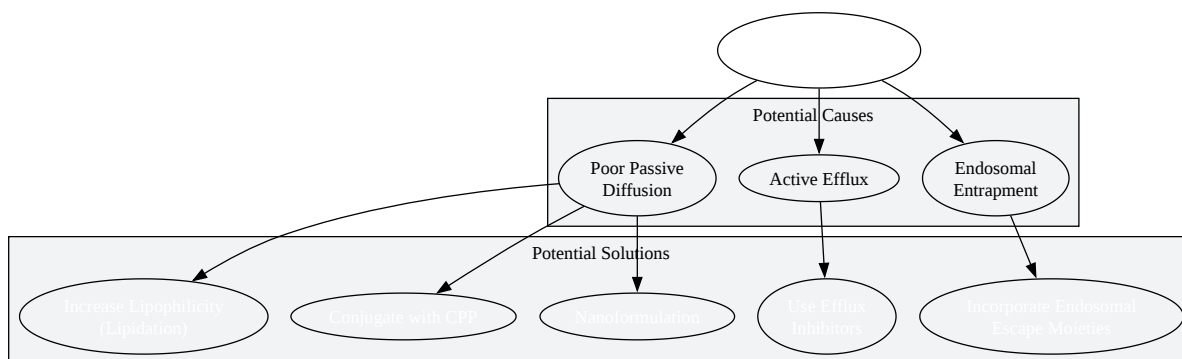 Potential Causes
Poor Passive
Diffusion
Active Efflux
Endosomal
Entrapment
Potential Solutions
Increase Lipophilicity
(Lipidation)
Conjugate with CPP
Nanoformulation
Use Efflux
Inhibitors
Incorporate Endosomal
Escape Moieties